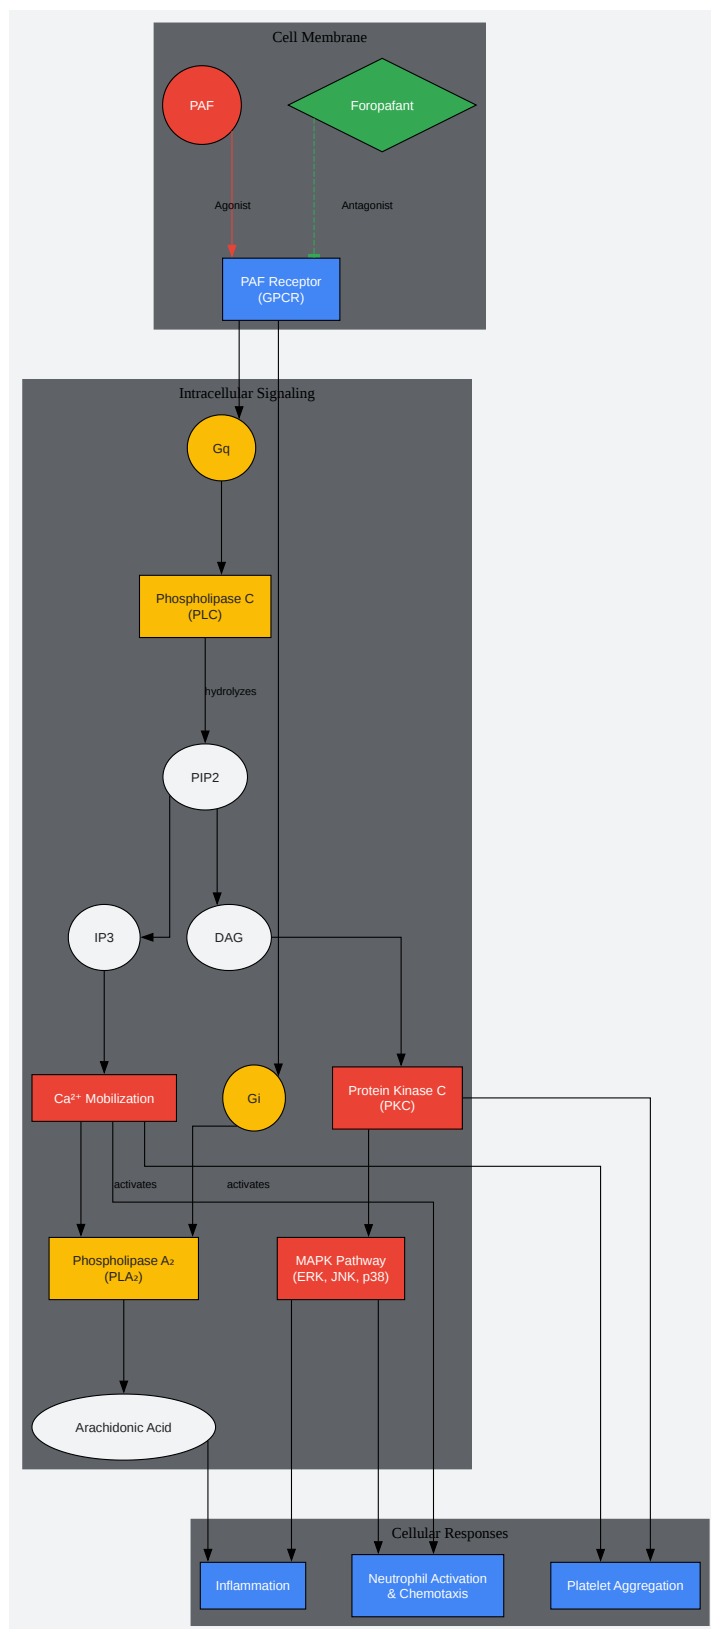 Cell Membrane
PAF
Foropafant
Agonist
Antagonist
PAF Receptor
(GPCR)
Intracellular Signaling
Gq
Phospholipase C
(PLC)
hydrolyzes
PIP2
IP3
DAG
Ca²⁺ Mobilization
Gi
Protein Kinase C
(PKC)
activates
activates
Phospholipase A₂
(PLA₂)
MAPK Pathway
(ERK, JNK, p38)
Arachidonic Acid
Cellular Responses
Inflammation
Neutrophil Activation
& Chemotaxis
Platelet Aggregation